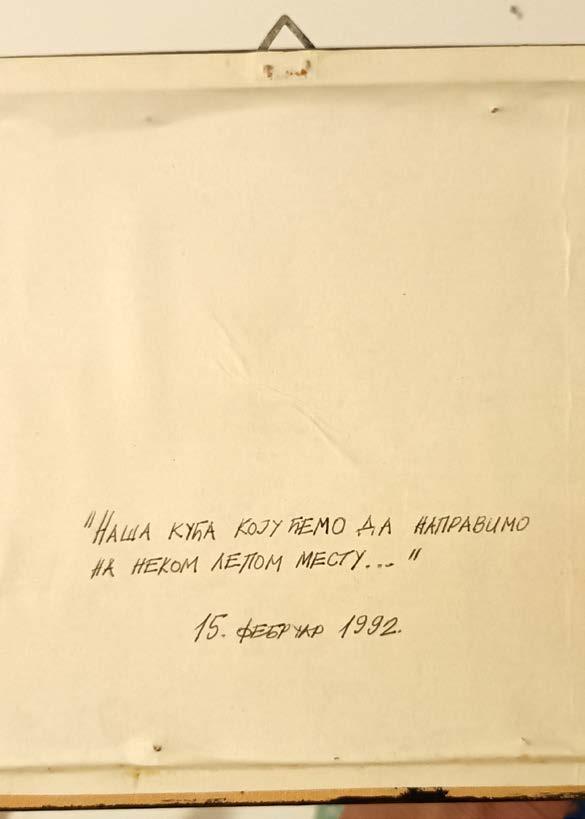 "НАША КУЋА КОЈУ ЋЕМО ДА НАПРАВИМО
НА НЕКОМ ЛЕПОМ МЕСТУ... "
15. ФЕБРУАР 1992.